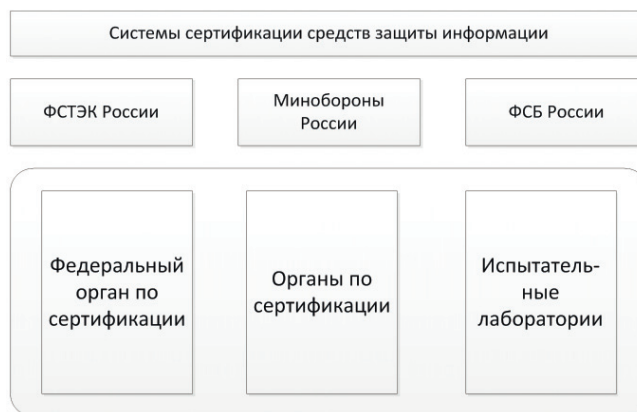 Системы сертификации средств защиты информации
ФСТЭК России
Минобороны
России
ФСБ России
Федеральный
орган по
сертификации
Органы по
сертификации
Испытатель-
ные
лаборатории